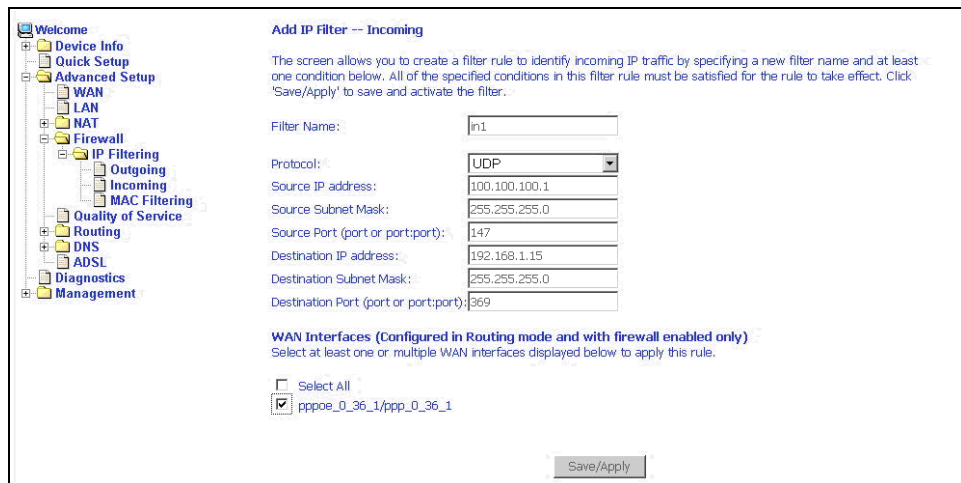 Welcome
Device Info
Quick Setup
Advanced Setup
WAN
LAN
NAT
Firewall
IP Filtering
Outgoing
Incoming
MAC Filtering
Quality of Service
Routing
DNS
ADSL
Diagnostics
Management
Add IP Filter -- Incoming
The screen allows you to create a filter rule to identify incoming IP traffic by specifying a new filter name and at least
one condition below. All of the specified conditions in this filter rule must be satisfied for the rule to take effect. Click
'Save/Apply' to save and activate the filter.
Filter Name: in1
Protocol: UDP
Source IP address: 100.100.100.1
Source Subnet Mask: 255.255.255.0
Source Port (port or port:port): 147
Destination IP address: 192.168.1.15
Destination Subnet Mask: 255.255.255.0
Destination Port (port or port:port): 369
WAN Interfaces (Configured in Routing mode and with firewall enabled only)
Select at least one or multiple WAN interfaces displayed below to apply this rule.
Select All
pppoe_0_36_1/ppp_0_36_1
Save/Apply